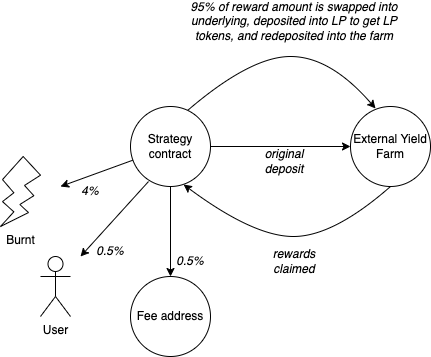 95% of reward amount is swapped into
underlying, deposited into LP to get LP
tokens, and redeposited into the farm
Strategy
contract
External Yield
Farm
original
deposit
4%
Burnt
0.5%
0.5%
rewards
claimed
User
Fee address